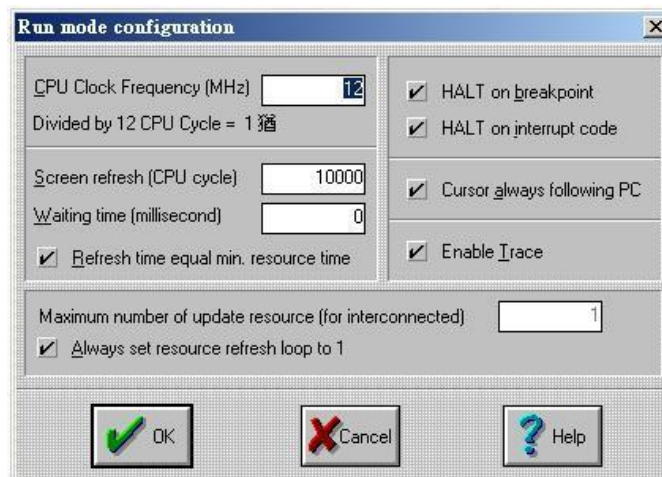 Run mode configuration
CPU Clock Frequency (MHz) 12
Divided by 12 CPU Cycle = 1 猶
Screen refresh (CPU cycle) 10000
Waiting time (millisecond) 0
Refresh time equal min. resource time
HALT on breakpoint
HALT on interrupt code
Cursor always following PC
Enable Trace
Maximum number of update resource (for interconnected) 1
Always set resource refresh loop to 1
OK
Cancel
Help